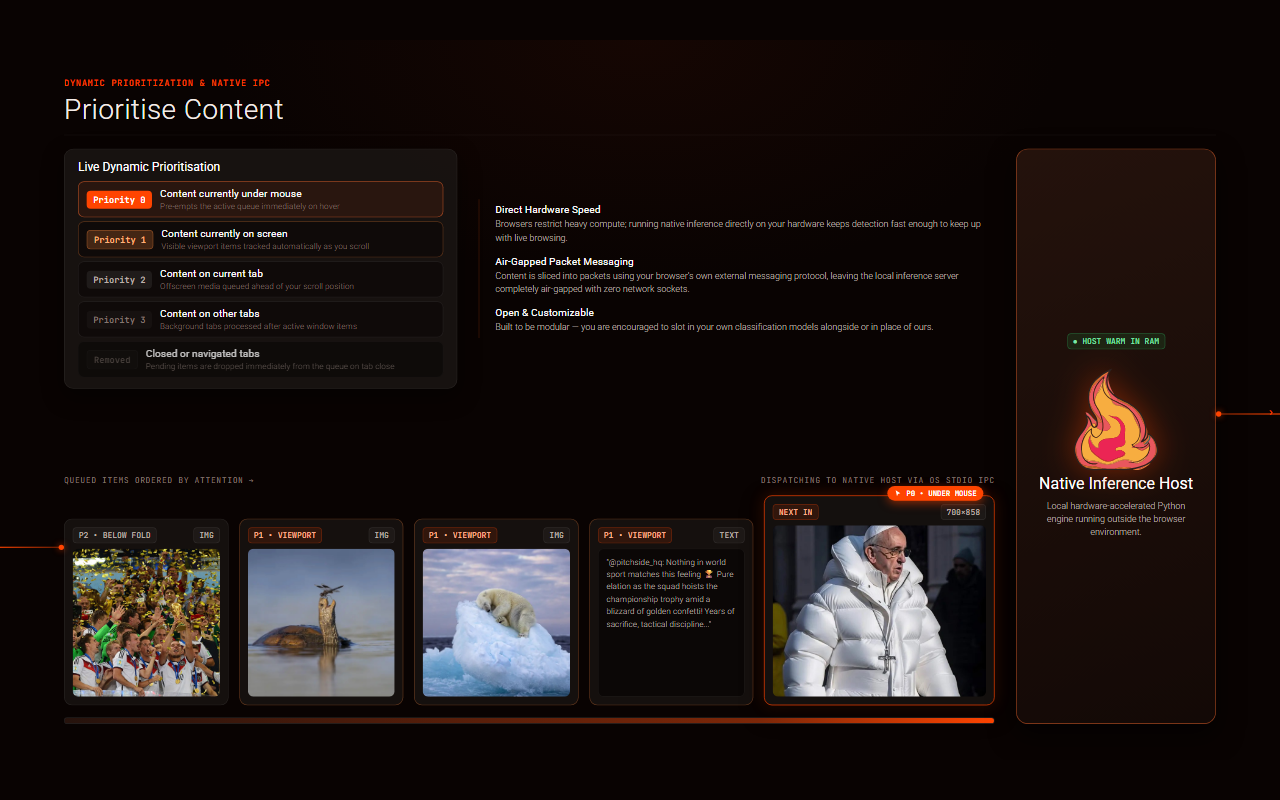 DYNAMIC PRIORITIZATION & NATIVE IPC
Prioritise Content
Live Dynamic Prioritisation
Priority 0
Content currently under mouse
Pre-empts the active queue immediately on hover
Priority 1
Content currently on screen
Visible viewport items tracked automatically as you scroll
Priority 2
Content on current tab
Offscreen media queued ahead of your scroll position
Priority 3
Content on other tabs
Background tabs processed after active window items
Removed
Closed or navigated tabs
Pending items are dropped immediately from the queue on tab close
Direct Hardware Speed
Browsers restrict heavy compute; running native inference directly on your hardware keeps detection fast enough to keep up
with live browsing.
Air-Gapped Packet Messaging
Content is sliced into packets using your browser's own external messaging protocol, leaving the local inference server
completely air-gapped with zero network sockets.
Open & Customizable
Built to be modular — you are encouraged to slot in your own classification models alongside or in place of ours.
QUEUED ITEMS ORDERED BY ATTENTION →
DISPATCHING TO NATIVE HOST VIA OS STDIO IPC
P2 • BELOW FOLD
IMG
P1 • VIEWPORT
IMG
P1 • VIEWPORT
IMG
P1 • VIEWPORT
TEXT
"@pitchside_hq: Nothing in world
sport matches this feeling 🏆 Pure
elation as the squad hoists the
championship trophy amid a
blizzard of golden confetti! Years of
sacrifice, tactical discipline..."
P0 • UNDER MOUSE
NEXT IN
700×858
● HOST WARM IN RAM
Native Inference Host
Local hardware-accelerated Python
engine running outside the browser
environment.